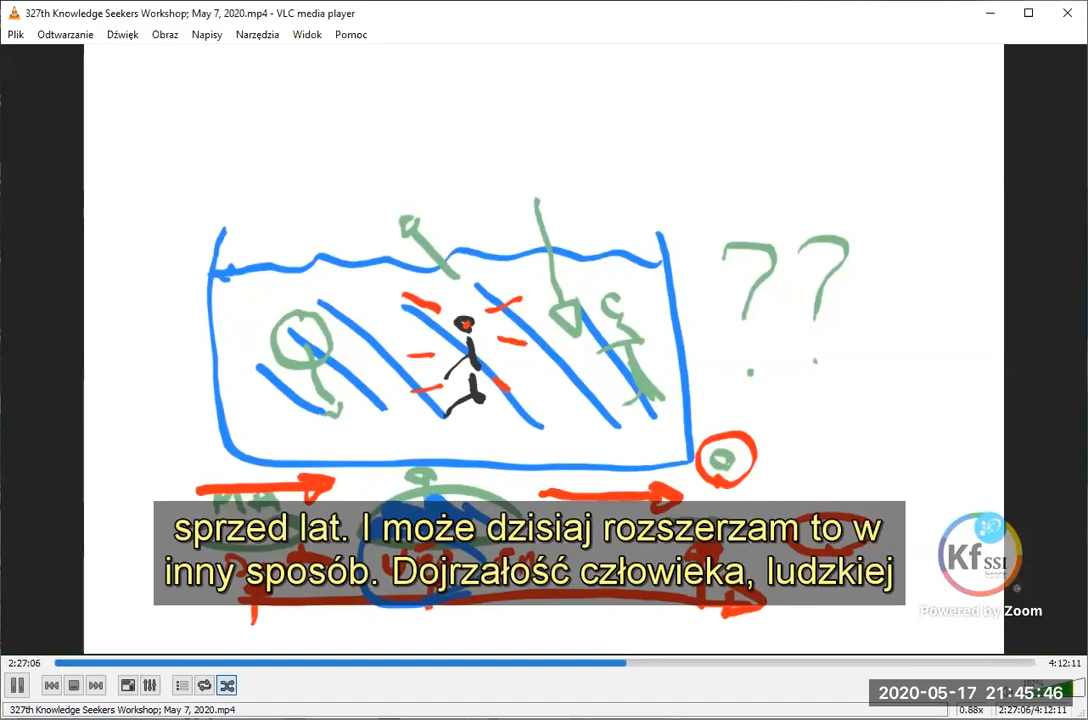 327th Knowledge Seekers Workshop; May 7, 2020.mp4 - VLC media player
Plik Odtwarzanie Dźwięk Obraz Napisy Narzędzia Widok Pomoc
? ?
sprzed lat. I może dzisiaj rozszerzam to w
inny sposób. Dojrzałość człowieka, ludzkiej
Kf SSI
Powered by Zoom
2:27:06 4:12:11
102%
2020-05-17 21:45:46
327th Knowledge Seekers Workshop; May 7, 2020.mp4 0.88x 2:27:06/4:12:11